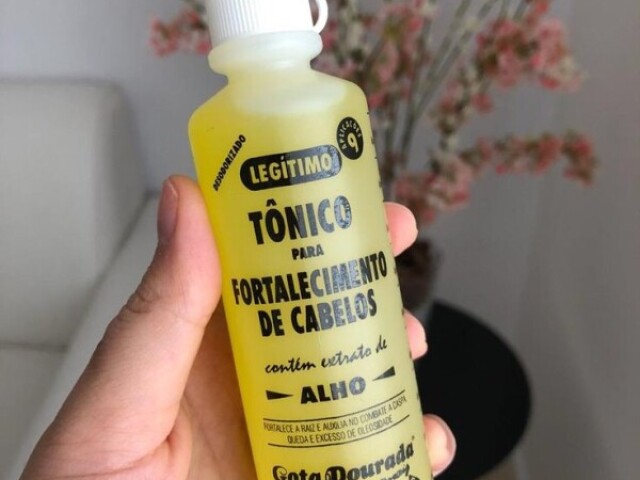 DESODORIZADO
LEGÍTIMO
APLICAÇÕES
9
TÔNICO
PARA
FORTALECIMENTO
DE CABELOS
contém extrato de
ALHO
FORTALECE A RAIZ E AUXILIA NO COMBATE A CASPA,
QUEDA E EXCESSO DE OLEOSIDADE
Gota Dourada